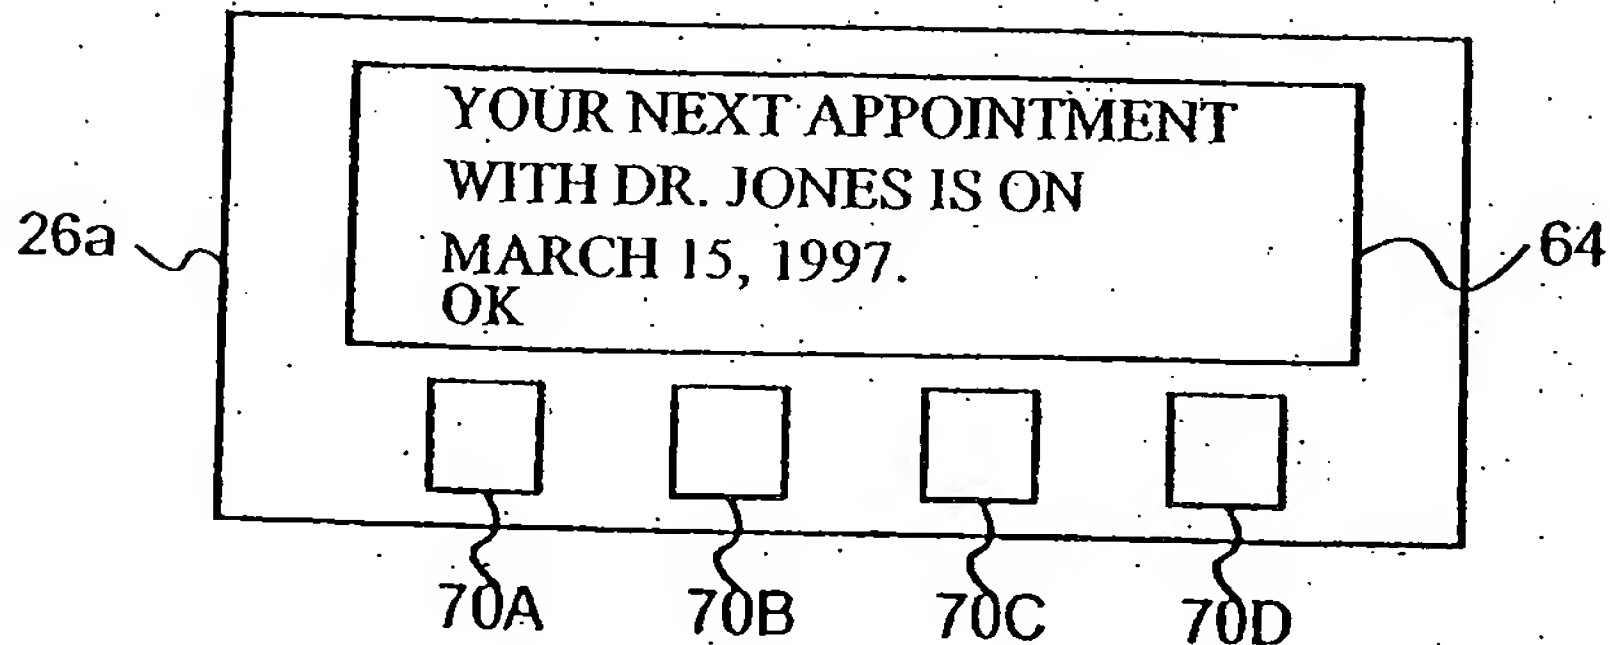 YOUR NEXT APPOINTMENT
WITH DR. JONES IS ON
MARCH 15, 1997.
OK
26a
64
70A
70B
70C
70D